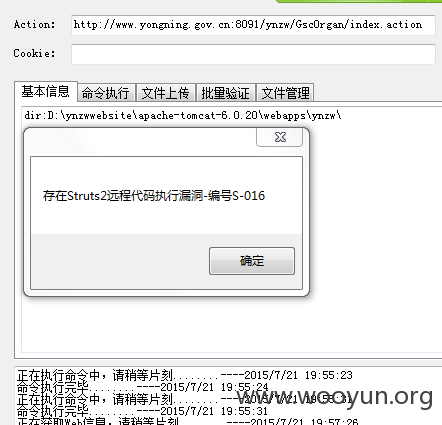 Action: http://www.yongning.gov.cn:8091/ynzw/GscOrgan/index.action
Cookie:
基本信息 命令执行 文件上传 批量验证 文件管理
dir:D:\ynzwwebsite\apache-tomcat-6.0.20\webapps\ynzw\
存在Struts2远程代码执行漏洞-编号S-016
确定
正在执行命令中，请稍等片刻........----2015/7/21 19:55:23
命令执行完毕........----2015/7/21 19:55:24
正在执行命令中，请稍等片刻........----2015/7/21 19:55:31
命令执行完毕........----2015/7/21 19:55:31
正在获取Web信息，请稍等片刻........----2015/7/21 19:57:26
www.wooyun.org